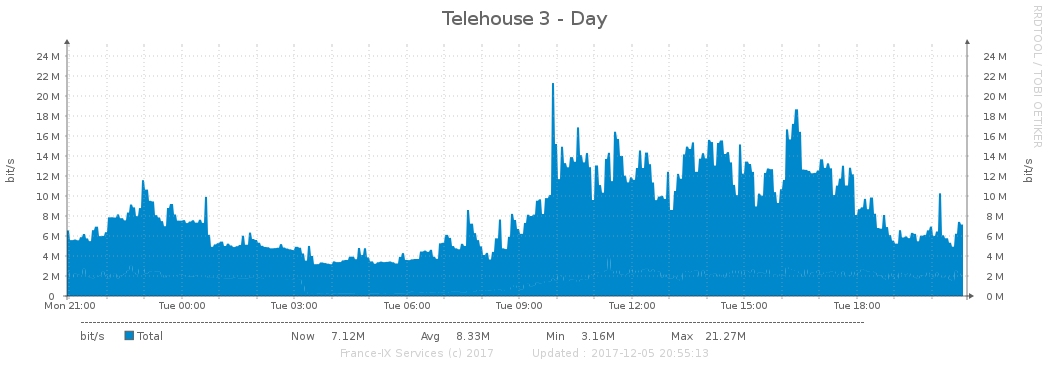 Telehouse 3 - Day
RRDTOOL / TOBI OETIKER
bit/s
24 M 24 M
22 M 22 M
20 M 20 M
18 M 18 M
16 M 16 M
14 M 14 M
12 M 12 M
10 M 10 M
8 M 8 M
6 M 6 M
4 M 4 M
2 M 2 M
0 0 M
bit/s
Mon 21:00 Tue 00:00 Tue 03:00 Tue 06:00 Tue 09:00 Tue 12:00 Tue 15:00 Tue 18:00
bit/s Total Now 7.12M Avg 8.33M Min 3.16M Max 21.27M
France-IX Services (c) 2017 Updated : 2017-12-05 20:55:13